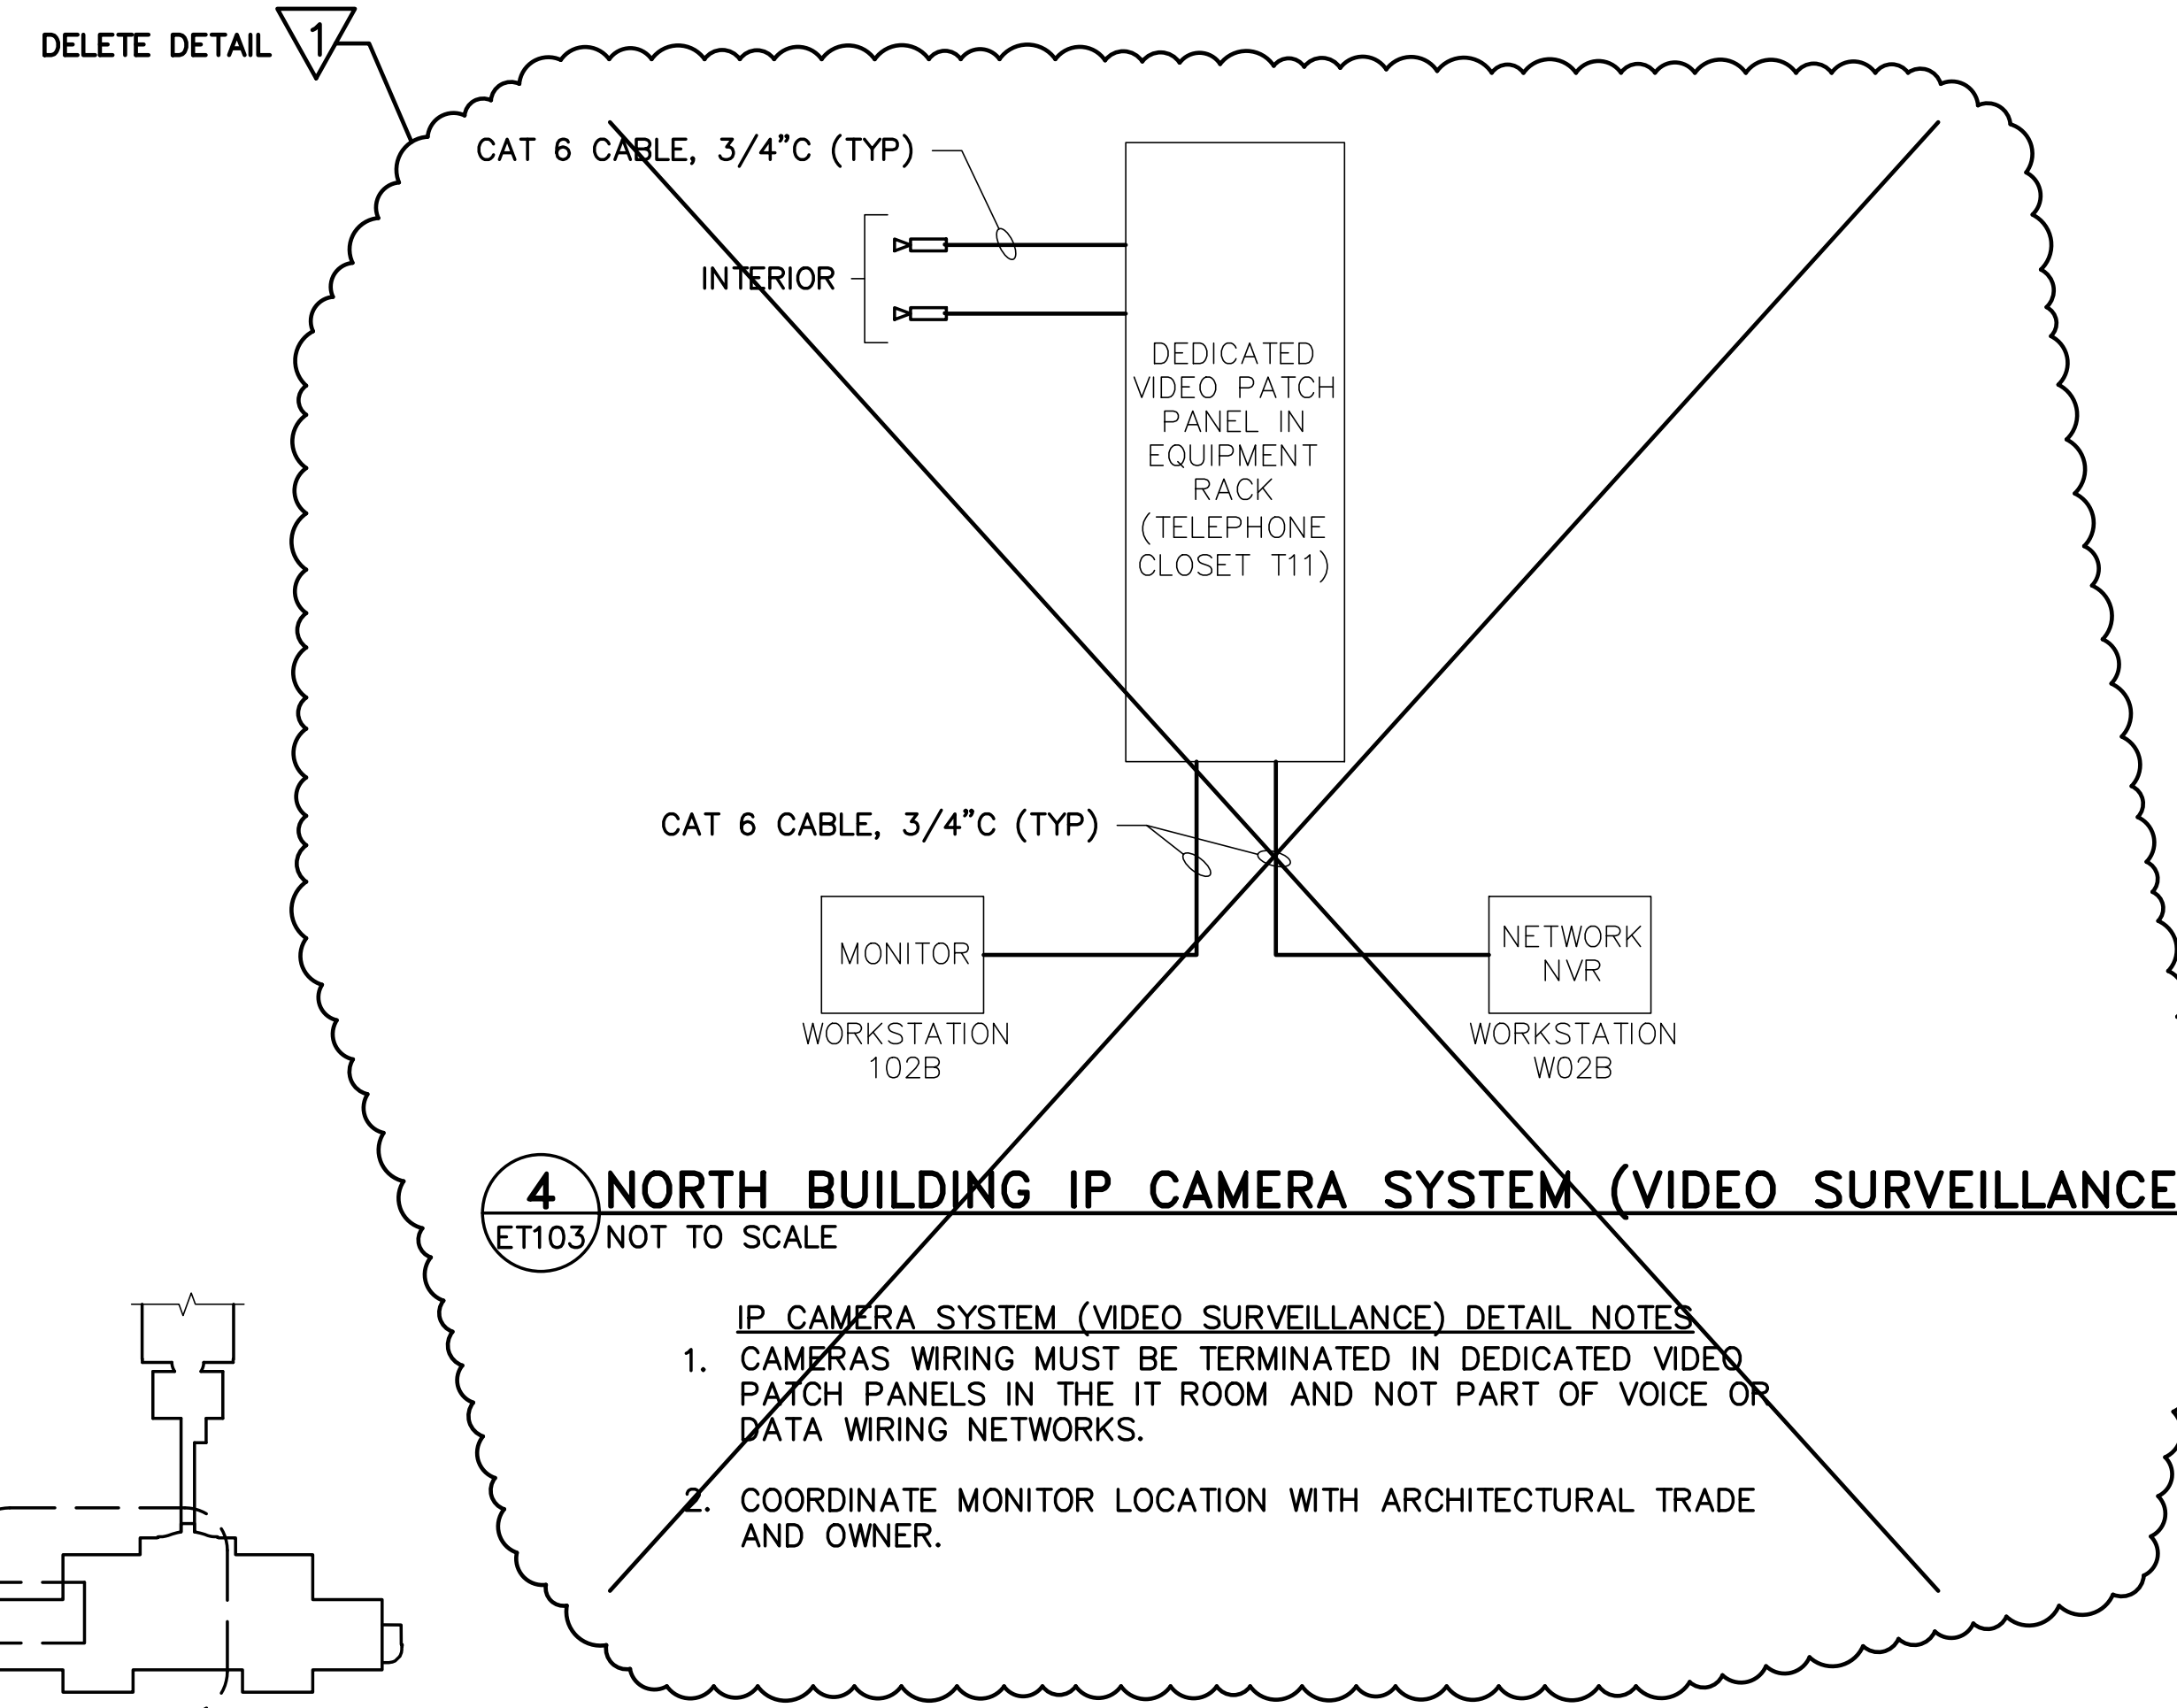 DELETE DETAIL
1
CAT 6 CABLE, 3/4"C (TYP)
INTERIOR
DEDICATED
VIDEO PATCH
PANEL IN
EQUIPMENT
RACK
(TELEPHONE
CLOSET T11)
CAT 6 CABLE, 3/4"C (TYP)
MONITOR
WORKSTATION
102B
NETWORK
NVR
WORKSTATION
W02B
4
ET103
NORTH BUILDING IP CAMERA SYSTEM (VIDEO SURVEILLANCE
NOT TO SCALE
IP CAMERA SYSTEM (VIDEO SURVEILLANCE) DETAIL NOTES
1. CAMERAS WIRING MUST BE TERMINATED IN DEDICATED VIDEO
PATCH PANELS IN THE IT ROOM AND NOT PART OF VOICE OR
DATA WIRING NETWORKS.
2. COORDINATE MONITOR LOCATION WITH ARCHITECTURAL TRADE
AND OWNER.